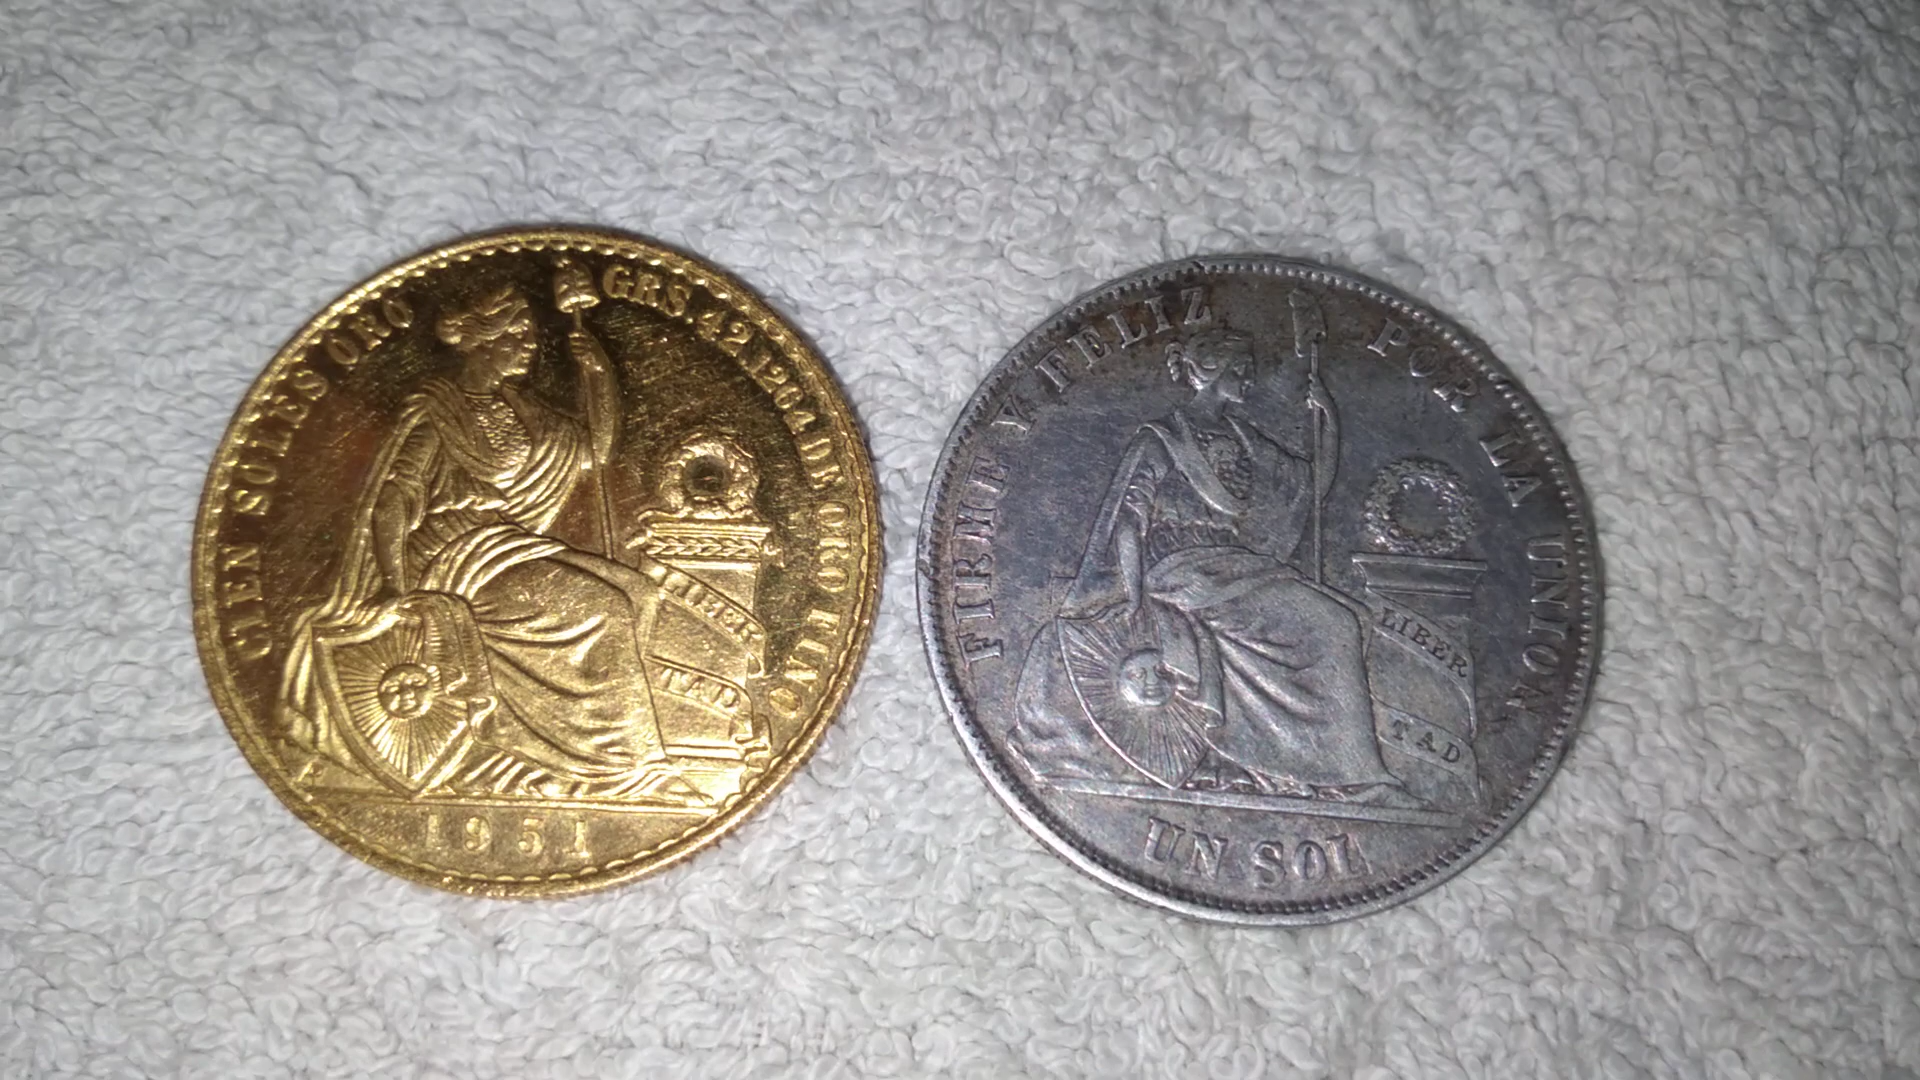 CIEN SOLES ORO
GRS. 42,1264 DE ORO FINO
LIBER
TAD
1951
FIRME Y FELIZ POR LA UNION
LIBER
TAD
UN SOL